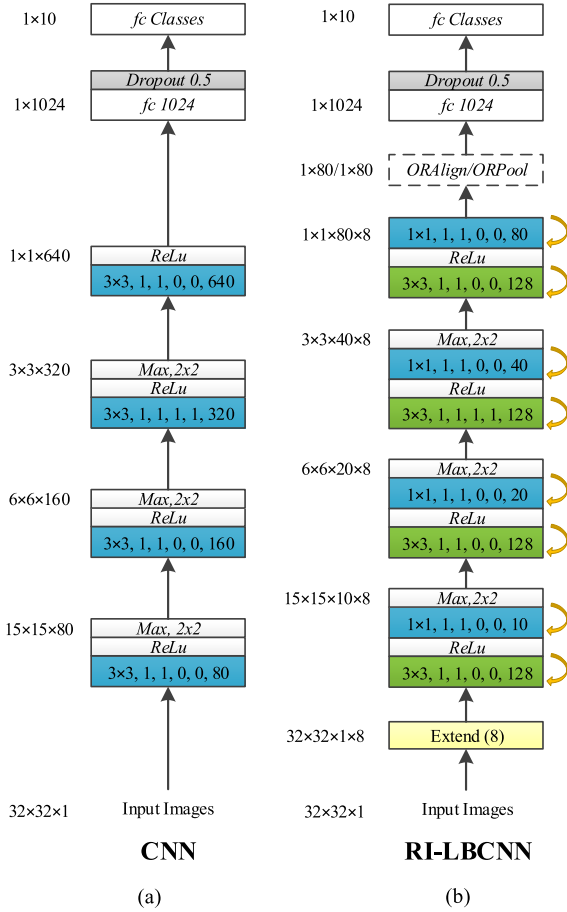 1×10
fc Classes
Dropout 0.5
1×1024
fc 1024
1×1×640
ReLu
3×3, 1, 1, 0, 0, 640
3×3×320
Max,2x2
ReLu
3×3, 1, 1, 1, 1, 320
6×6×160
Max,2x2
ReLu
3×3, 1, 1, 0, 0, 160
15×15×80
Max, 2x2
ReLu
3×3, 1, 1, 0, 0, 80
32×32×1
Input Images
CNN
(a)
1×10
fc Classes
Dropout 0.5
1×1024
fc 1024
1×80/1×80
ORAlign/ORPool
1×1×80×8
1×1, 1, 1, 0, 0, 80
ReLu
3×3, 1, 1, 0, 0, 128
3×3×40×8
Max,2x2
1×1, 1, 1, 0, 0, 40
ReLu
3×3, 1, 1, 1, 1, 128
6×6×20×8
Max,2x2
1×1, 1, 1, 0, 0, 20
ReLu
3×3, 1, 1, 0, 0, 128
15×15×10×8
Max,2x2
1×1, 1, 1, 0, 0, 10
ReLu
3×3, 1, 1, 0, 0, 128
32×32×1×8
Extend (8)
32×32×1
Input Images
RI-LBCNN
(b)